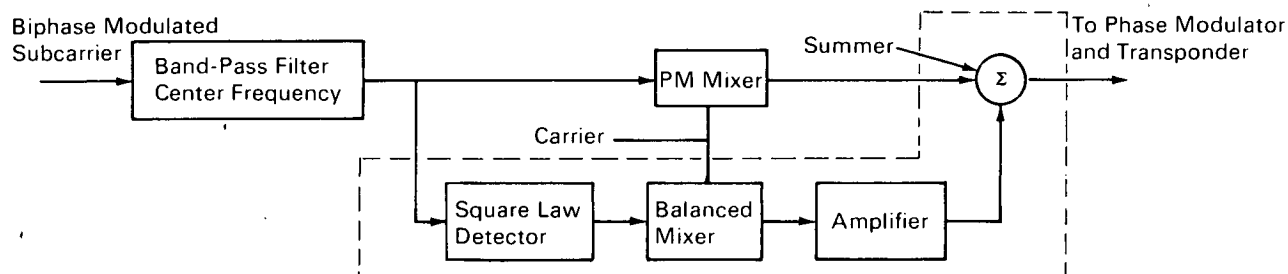 Biphase Modulated
Subcarrier
Band-Pass Filter
Center Frequency
PM Mixer
Summer
Σ
To Phase Modulator
and Transponder
Carrier
Square Law
Detector
Balanced
Mixer
Amplifier